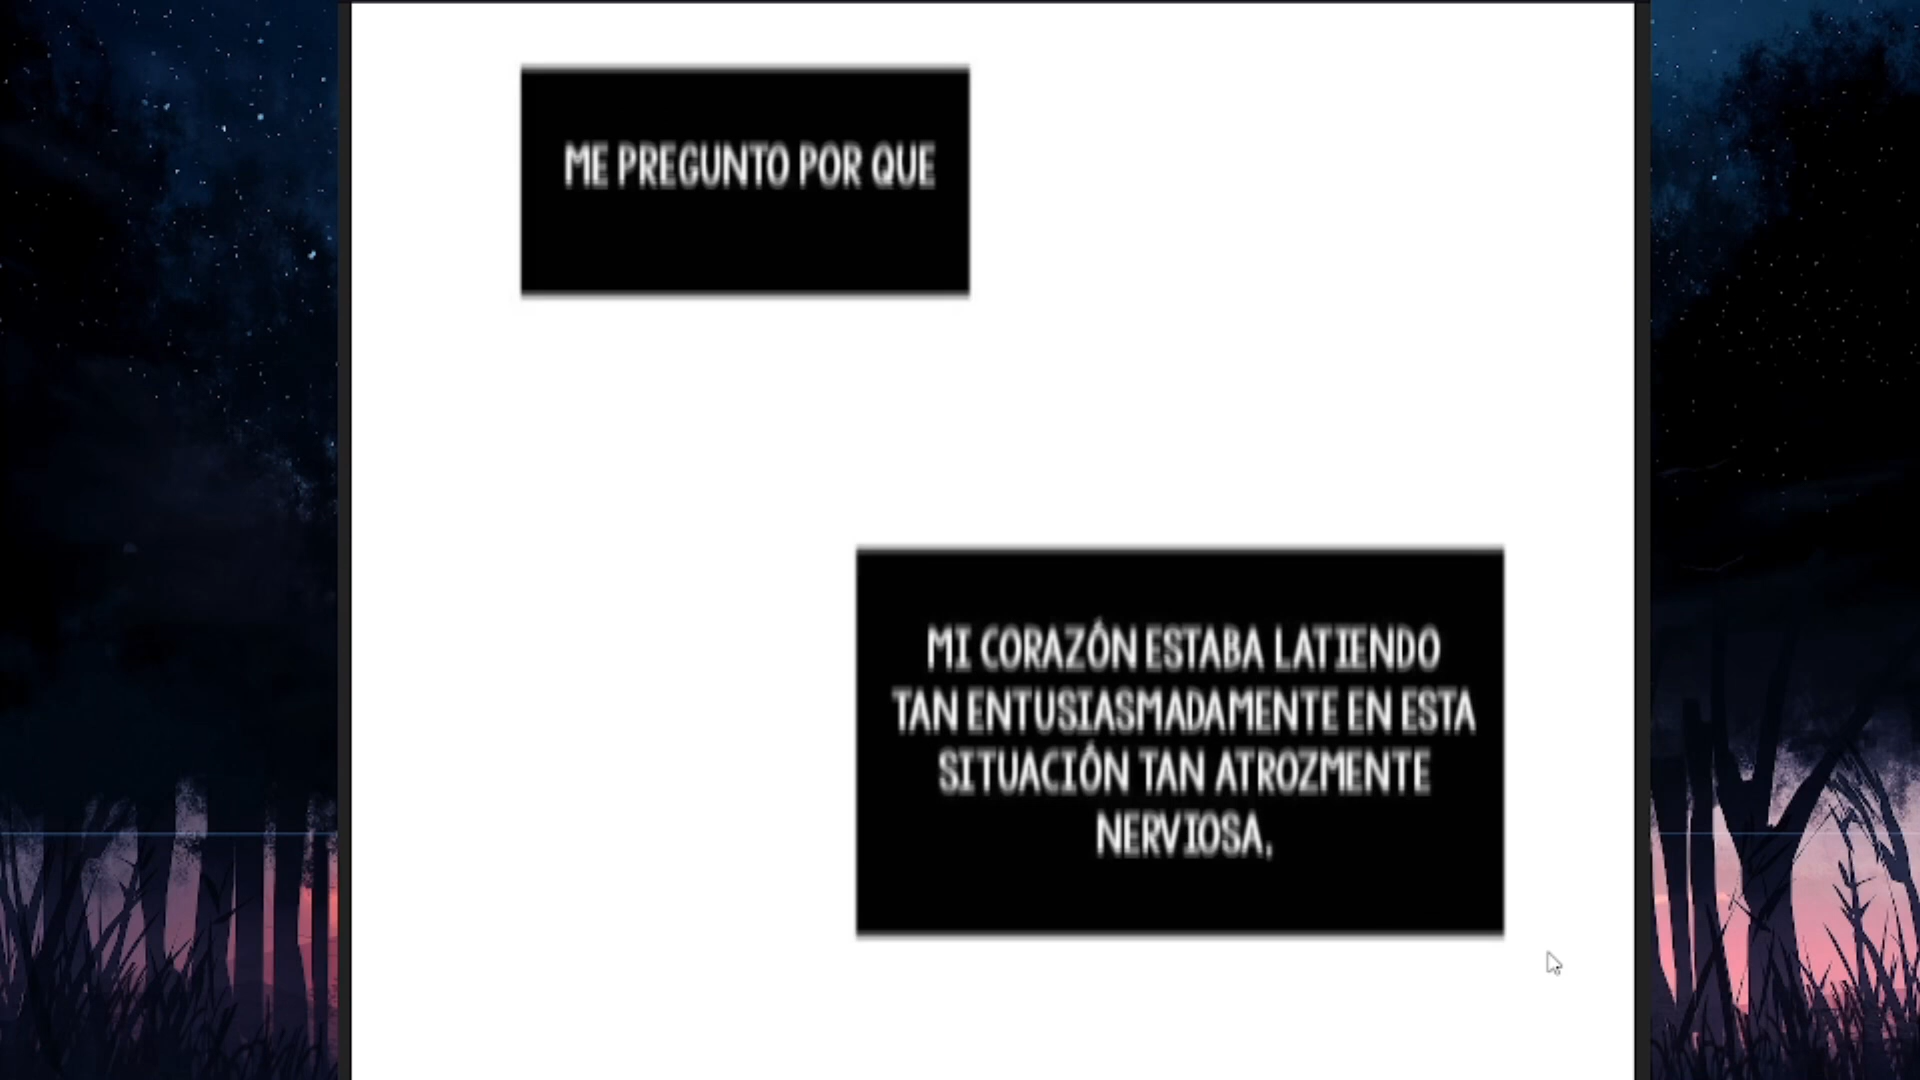 ME PREGUNTO POR QUE
MI CORAZÓN ESTABA LATIENDO
TAN ENTUSIASMADAMENTE EN ESTA
SITUACIÓN TAN ATROZMENTE
NERVIOSA,